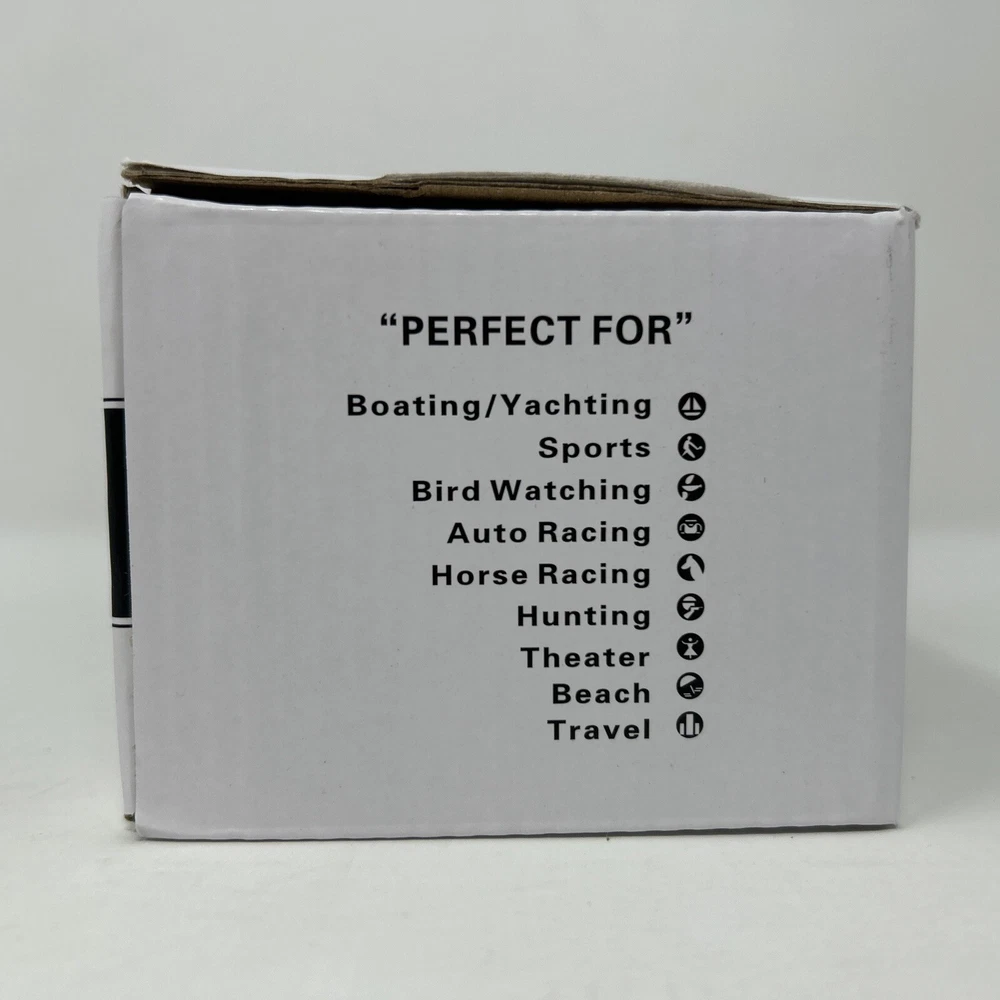 “PERFECT FOR”
Boating/Yachting
Sports
Bird Watching
Auto Racing
Horse Racing
Hunting
Theater
Beach
Travel